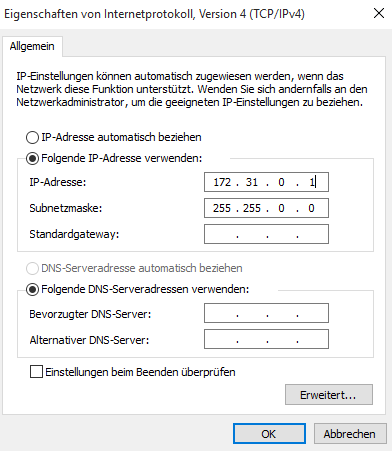 Eigenschaften von Internetprotokoll, Version 4 (TCP/IPv4)
Allgemein
IP-Einstellungen können automatisch zugewiesen werden, wenn das
Netzwerk diese Funktion unterstützt. Wenden Sie sich andernfalls an den
Netzwerkadministrator, um die geeigneten IP-Einstellungen zu beziehen.
IP-Adresse automatisch beziehen
Folgende IP-Adresse verwenden:
IP-Adresse: 172 . 31 . 0 . 1
Subnetzmaske: 255 . 255 . 0 . 0
Standardgateway: . . .
DNS-Serveradresse automatisch beziehen
Folgende DNS-Serveradressen verwenden:
Bevorzugter DNS-Server: . . .
Alternativer DNS-Server: . . .
Einstellungen beim Beenden überprüfen
Erweitert...
OK Abbrechen